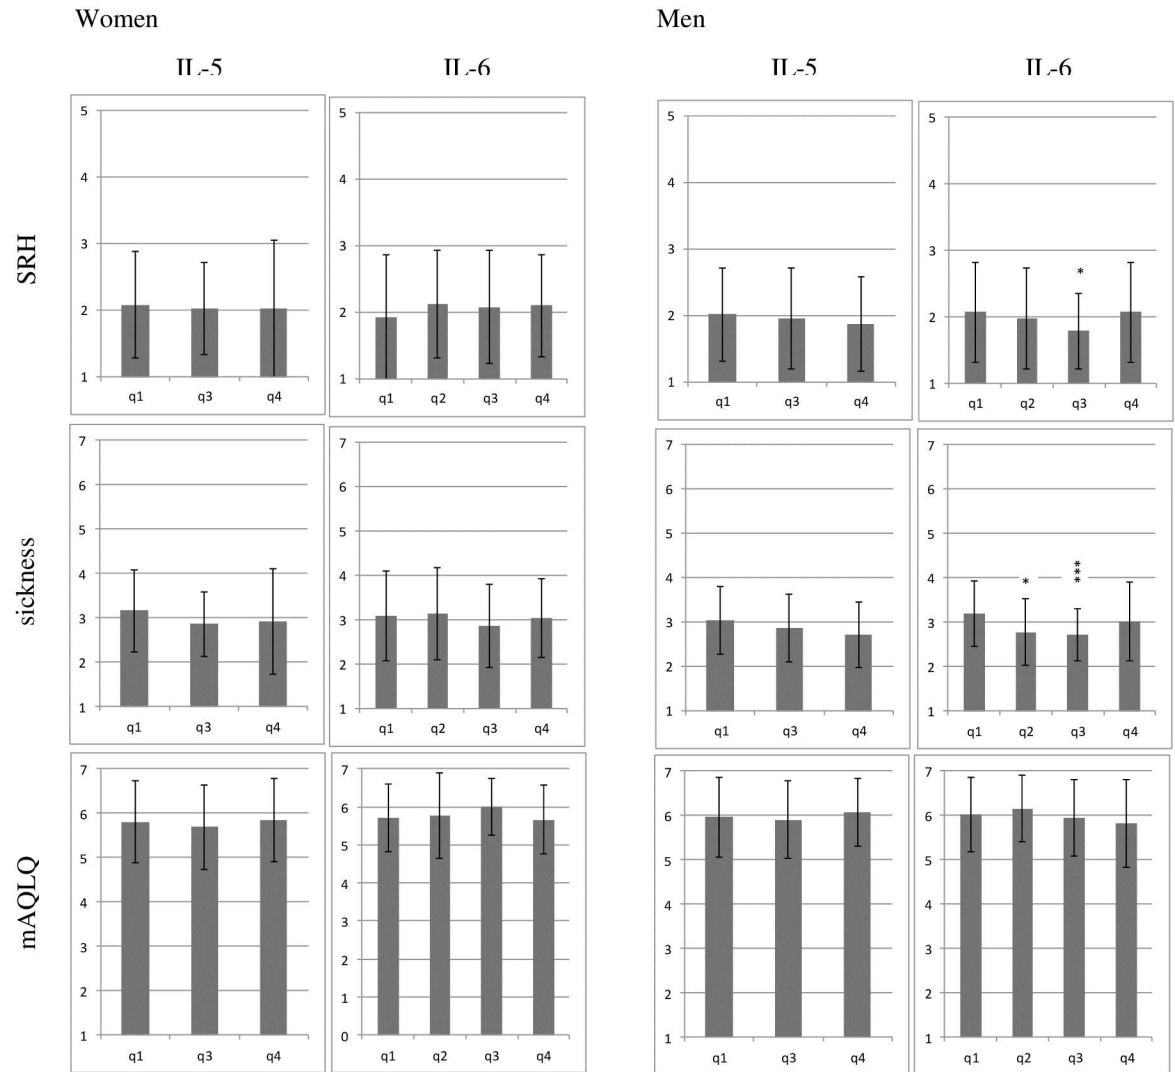 Women Men
IL-5 IL-6 IL-5 IL-6
SRH
5 5 5 5
4 4 4 4
3 3 3 3
*
2 2 2 2
1 1 1 1
q1 q3 q4 q1 q2 q3 q4 q1 q3 q4 q1 q2 q3 q4
sickness
7 7 7 7
6 6 6 6
5 5 5 5
4 4 4 4
* ***
3 3 3 3
2 2 2 2
1 1 1 1
q1 q3 q4 q1 q2 q3 q4 q1 q3 q4 q1 q2 q3 q4
mAQLQ
7 7 7 7
6 6 6 6
5 5 5 5
4 4 4 4
3 3 3 3
2 2 2 2
1 1 1 1
0
q1 q3 q4 q1 q2 q3 q4 q1 q3 q4 q1 q2 q3 q4